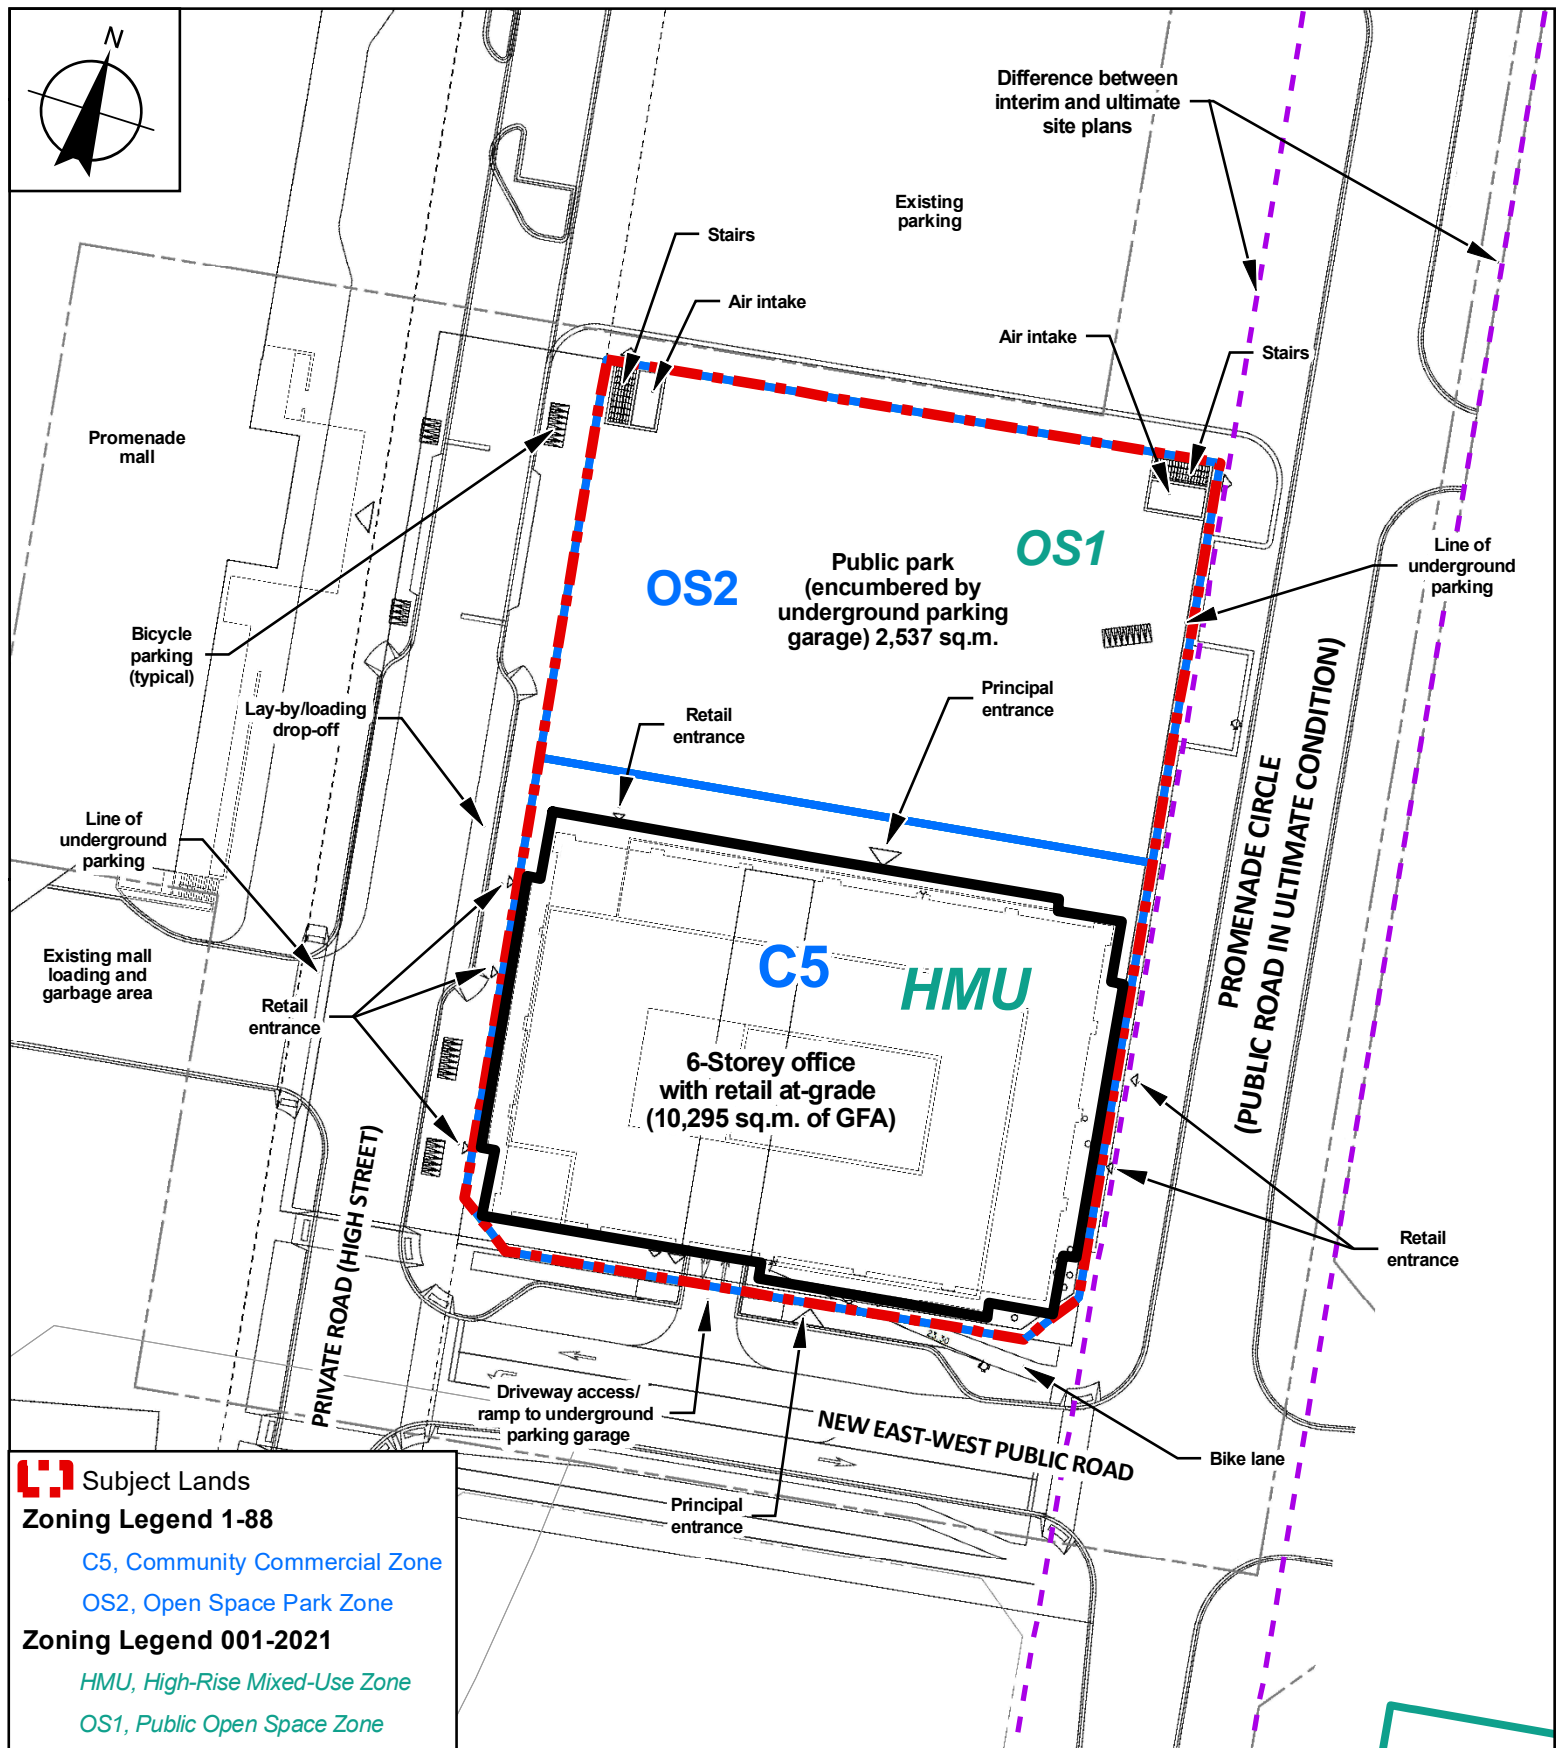 N
Difference between
interim and ultimate
site plans
Existing
parking
Stairs
Air intake
Air intake
Stairs
Promenade
mall
OS1
Line of
underground
parking
Public park
(encumbered by
underground parking
garage) 2,537 sq.m.
OS2
Bicycle
parking
(typical)
Principal
entrance
Lay-by/loading
drop-off
Retail
entrance
PROMENADE CIRCLE
(PUBLIC ROAD IN ULTIMATE CONDITION)
Line of
underground
parking
C5
HMU
Existing mall
loading and
garbage area
Retail
entrance
6-Storey office
with retail at-grade
(10,295 sq.m. of GFA)
PRIVATE ROAD (HIGH STREET)
Retail
entrance
23.30
Driveway access/
ramp to underground
parking garage
NEW EAST-WEST PUBLIC ROAD
Bike lane
Principal
entrance
Subject Lands
Zoning Legend 1-88
C5, Community Commercial Zone
OS2, Open Space Park Zone
Zoning Legend 001-2021
HMU, High-Rise Mixed-Use Zone
OS1, Public Open Space Zone